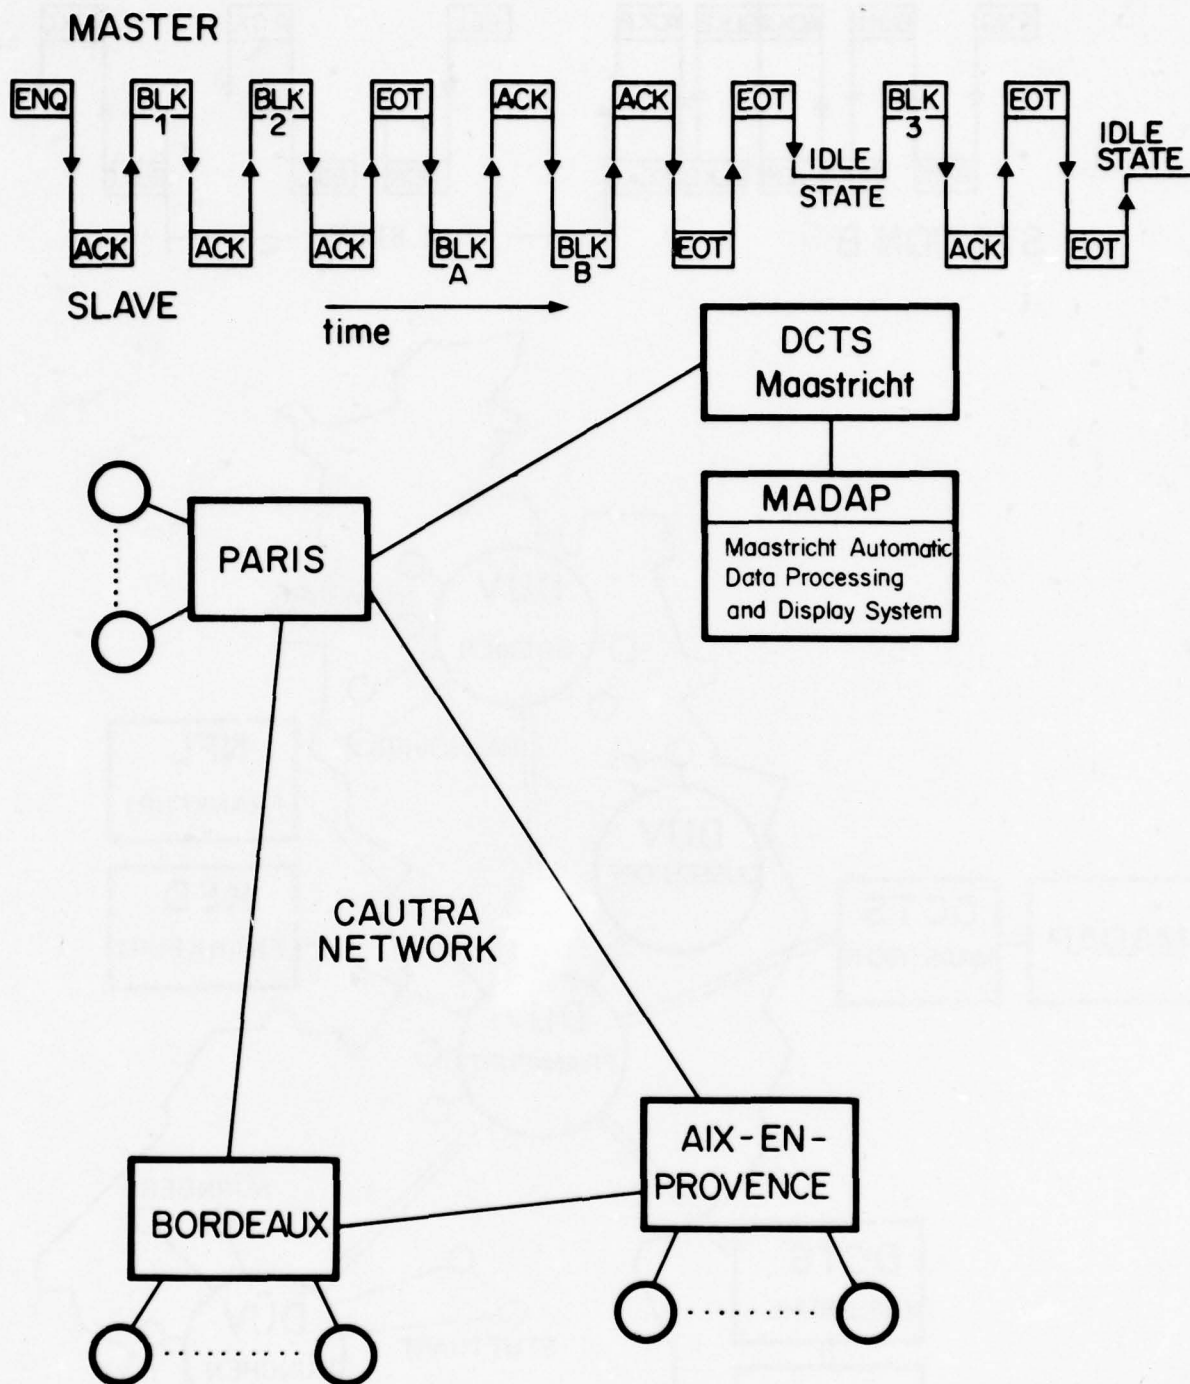 MASTER
ENQ BLK 1 BLK 2 EOT ACK ACK EOT BLK 3 EOT
IDLE STATE
IDLE STATE
ACK ACK ACK BLK A BLK B EOT ACK EOT
SLAVE
time
DCTS
Maastricht
MADAP
Maastricht Automatic
Data Processing
and Display System
PARIS
CAUTRA
NETWORK
AIX-EN-
PROVENCE
BORDEAUX